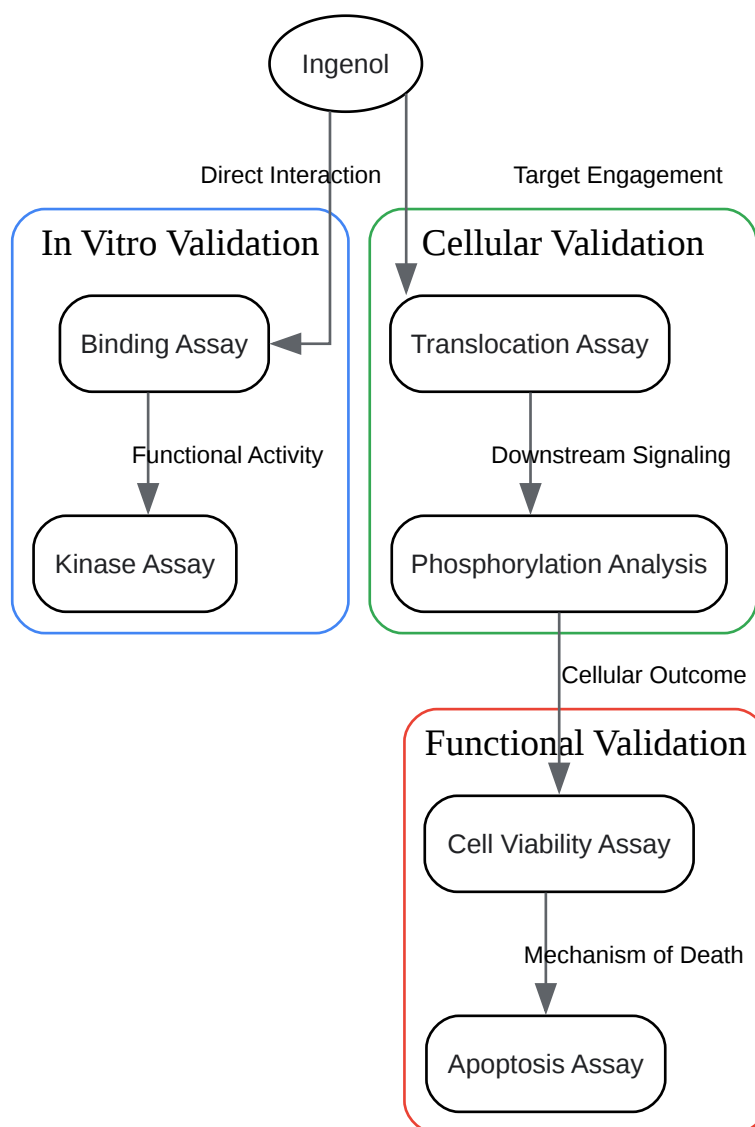 Ingenol
Direct Interaction
Target Engagement
In Vitro Validation
Cellular Validation
Binding Assay
Translocation Assay
Functional Activity
Downstream Signaling
Kinase Assay
Phosphorylation Analysis
Cellular Outcome
Functional Validation
Cell Viability Assay
Mechanism of Death
Apoptosis Assay